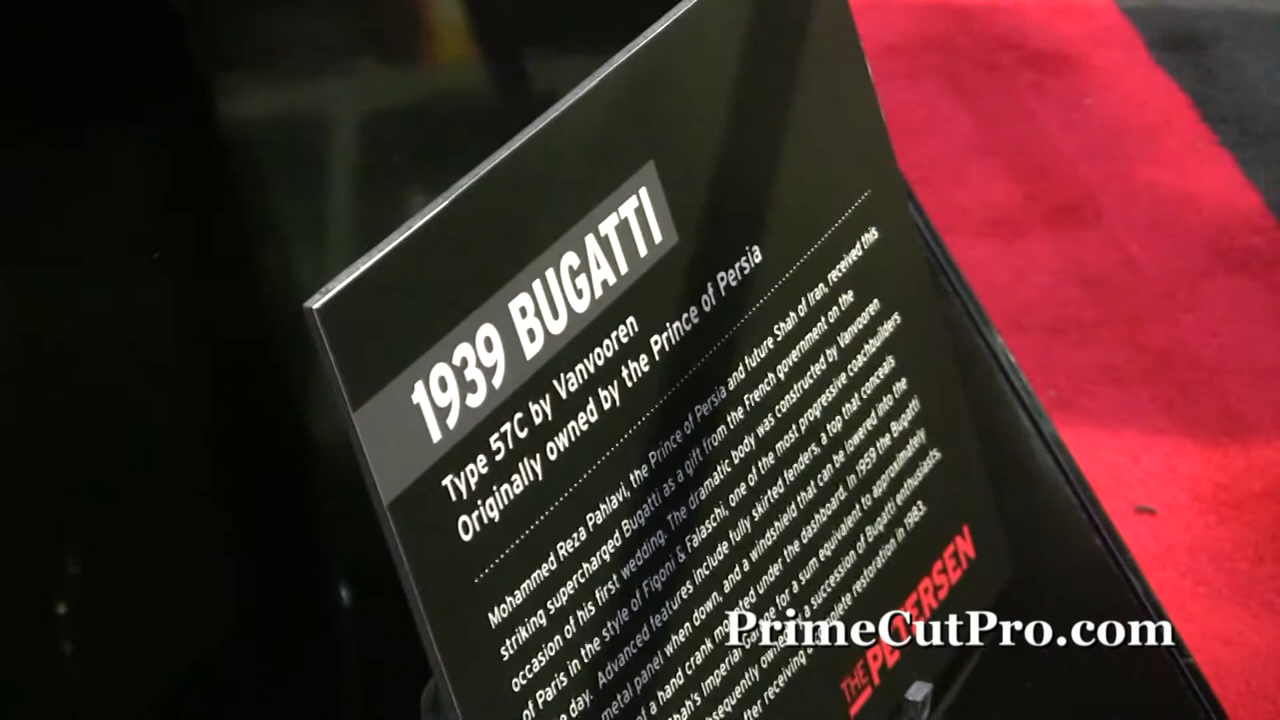 1939 BUGATTI
Type 57C by Vanvooren
Originally owned by the Prince of Persia
Mohammed Reza Pahlavi, the Prince of Persia and future Shah of Iran, received this
striking supercharged Bugatti as a gift from the French government on the
occasion of his first wedding. The dramatic body was constructed by Vanvooren
of Paris in the style of Figoni & Falaschi, one of the most progressive coachbuilders
day. Advanced features include fully skirted fenders, a top that conceals
metal panel when down, and a windshield that can be lowered into the
of a hand crank mounted under the dashboard. In 1959 the Bugatti
Imperial for a sum equivalent to approximately
owned by a succession of Bugatti enthusiasts
receiving complete restoration in 1983.
THE PETERSEN
PrimeCutPro.com